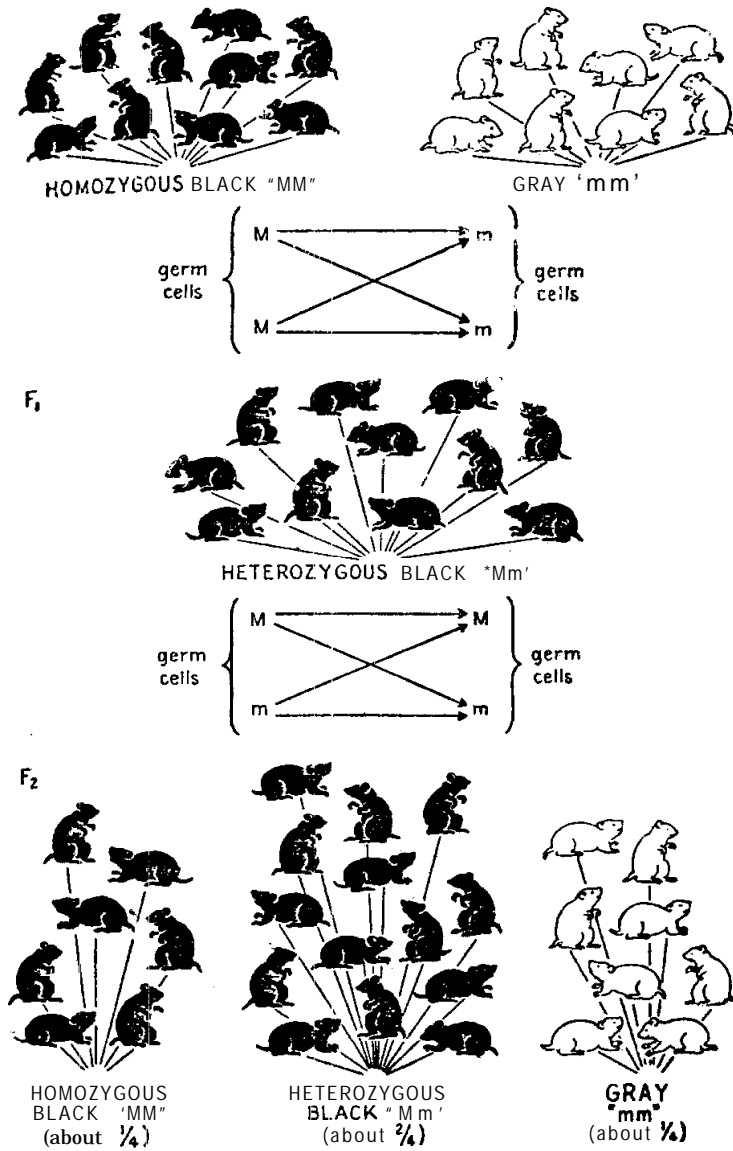 HOMOZYGOUS BLACK "MM"
GRAY 'mm'
M
m
germ
cells
germ
cells
M
m
F₁
HETEROZYGOUS BLACK "Mm'
M
M
germ
cells
germ
cells
m
m
F₂
HOMOZYGOUS
BLACK 'MM"
(about ¼)
HETEROZYGOUS
BLACK "Mm'
(about 2/4)
GRAY
"mm"
(about ¼)